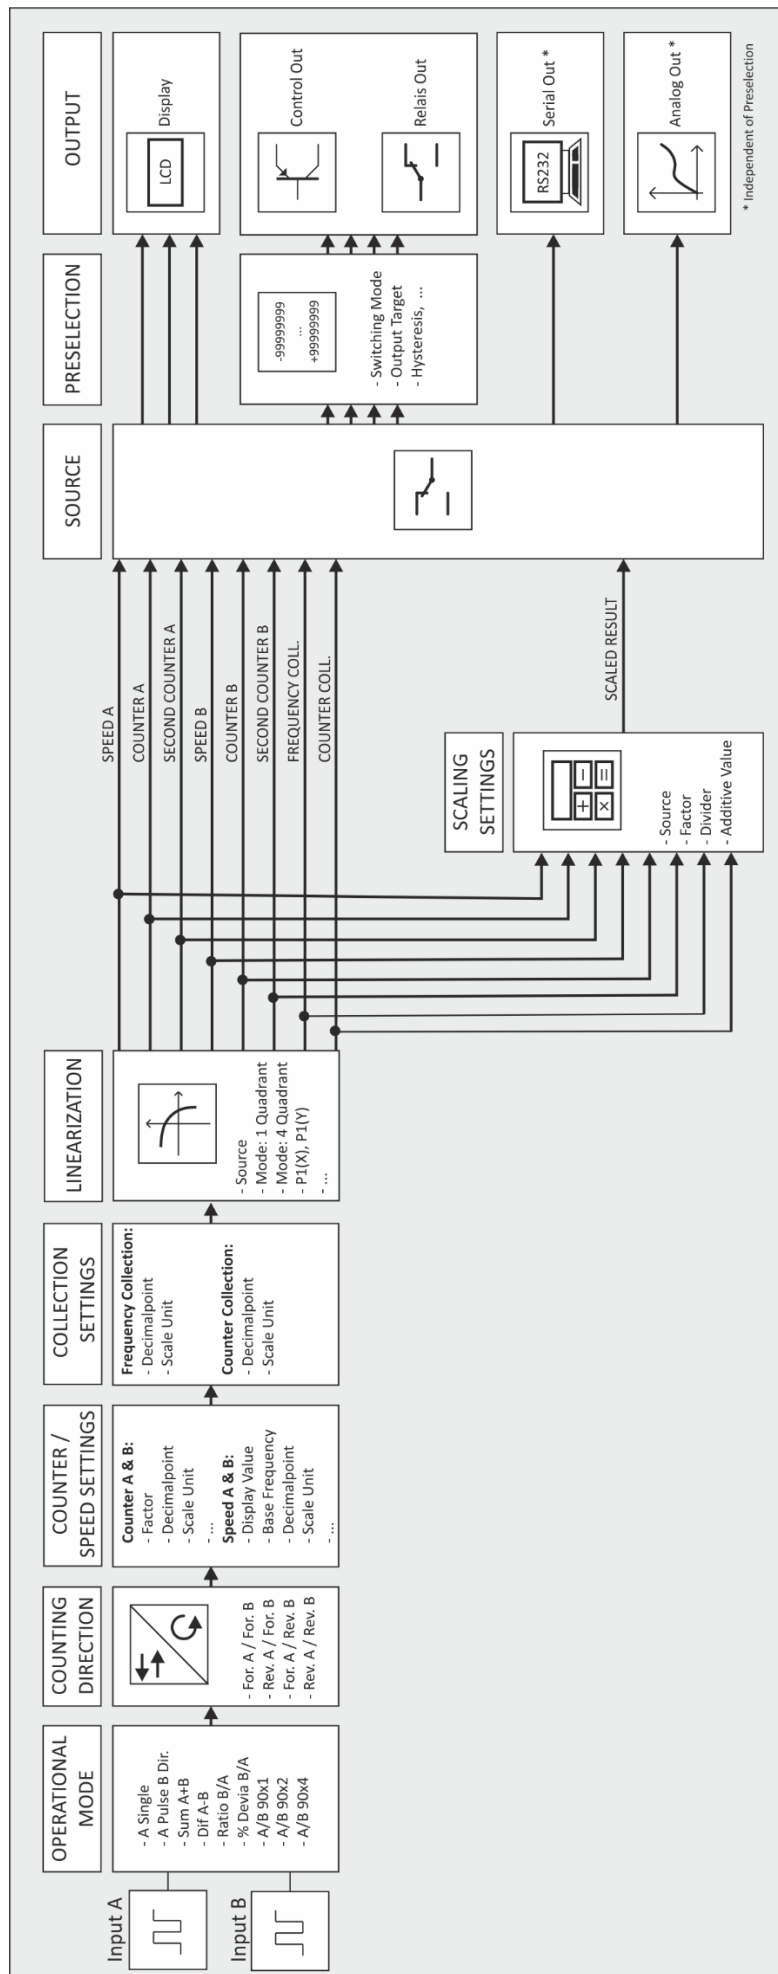 Input A
Input B
OPERATIONAL
MODE
- A Single
- A Pulse B Dir.
- Sum A+B
- Dif A-B
- Ratio B/A
- % Devia B/A
- A/B 90x1
- A/B 90x2
- A/B 90x4
COUNTING
DIRECTION
- For. A / For. B
- Rev. A / For. B
- For. A / Rev. B
- Rev. A / Rev. B
COUNTER /
SPEED SETTINGS
Counter A & B:
- Factor
- Decimalpoint
- Scale Unit
- ...
Speed A & B:
- Display Value
- Base Frequency
- Decimalpoint
- Scale Unit
- ...
COLLECTION
SETTINGS
Frequency Collection:
- Decimalpoint
- Scale Unit
Counter Collection:
- Decimalpoint
- Scale Unit
LINEARIZATION
- Source
- Mode: 1 Quadrant
- Mode: 4 Quadrant
- P1(X), P1(Y)
- ...
SPEED A
COUNTER A
SECOND COUNTER A
SPEED B
COUNTER B
SECOND COUNTER B
FREQUENCY COLL.
COUNTER COLL.
SCALING
SETTINGS
+ −
× =
- Source
- Factor
- Divider
- Additive Value
SCALED RESULT
SOURCE
PRESELECTION
-99999999
...
+99999999
- Switching Mode
- Output Target
- Hysteresis, ...
OUTPUT
Display
LCD
Control Out
Relais Out
Serial Out *
RS232
Analog Out *
* Independent of Preselection